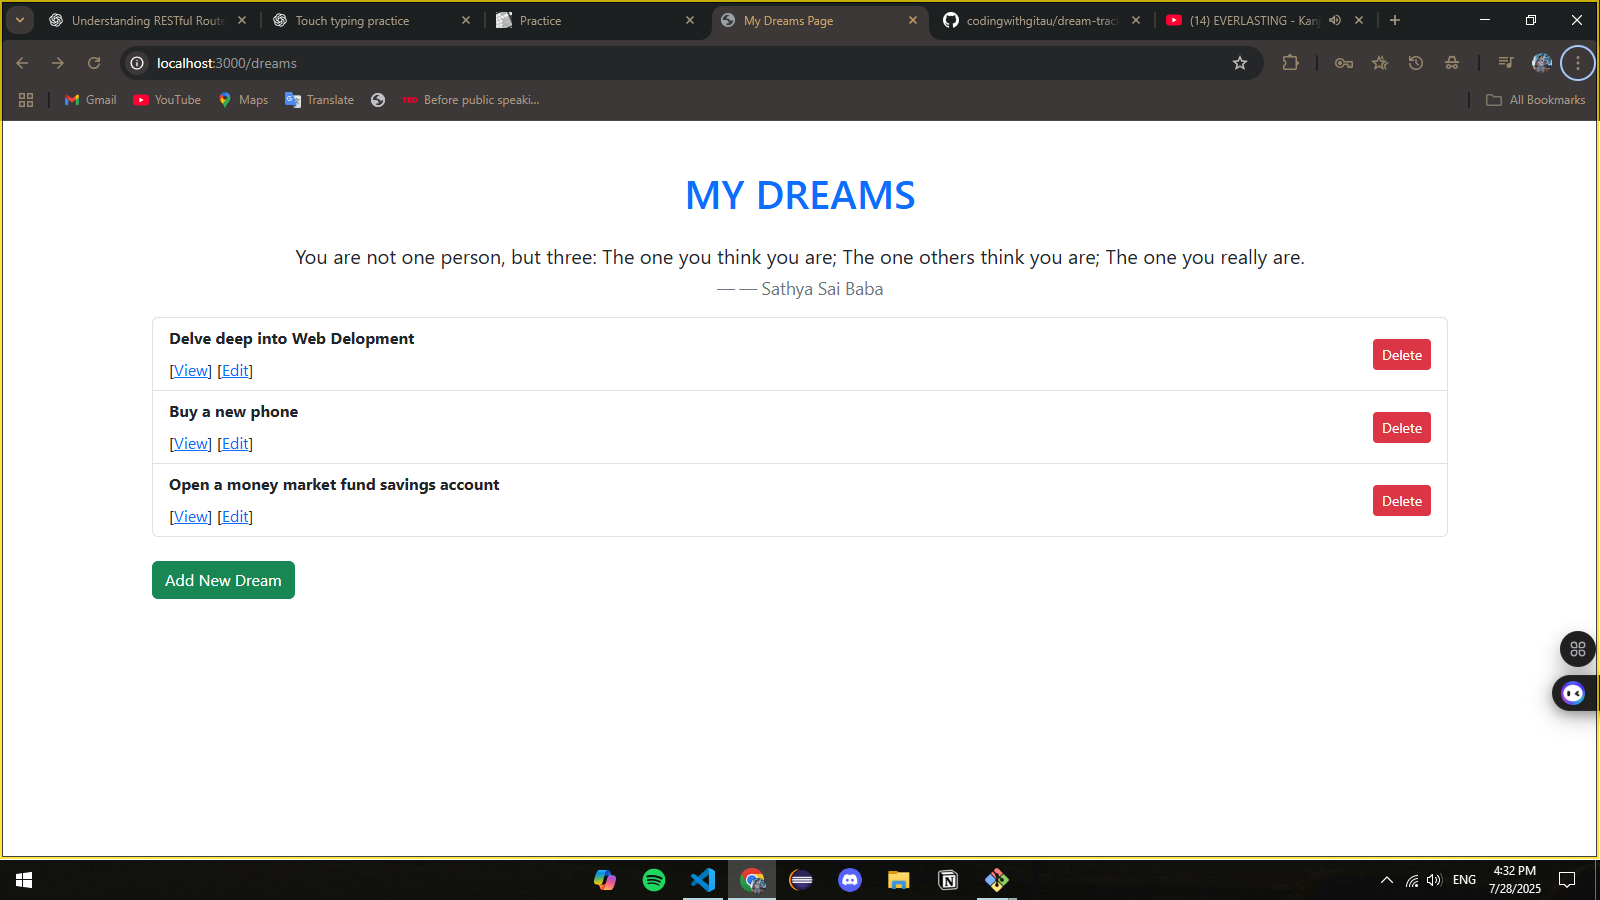 Understanding RESTful Route
Touch typing practice
Practice
My Dreams Page
codingwithgitau/dream-trac
(14) EVERLASTING - Kanj
localhost:3000/dreams
Gmail
YouTube
Maps
Translate
TED
Before public speaki...
All Bookmarks
MY DREAMS
You are not one person, but three: The one you think you are; The one others think you are; The one you really are.
— — Sathya Sai Baba
Delve deep into Web Delopment
[View] [Edit]
Delete
Buy a new phone
[View] [Edit]
Delete
Open a money market fund savings account
[View] [Edit]
Delete
Add New Dream
ENG
4:32 PM
7/28/2025